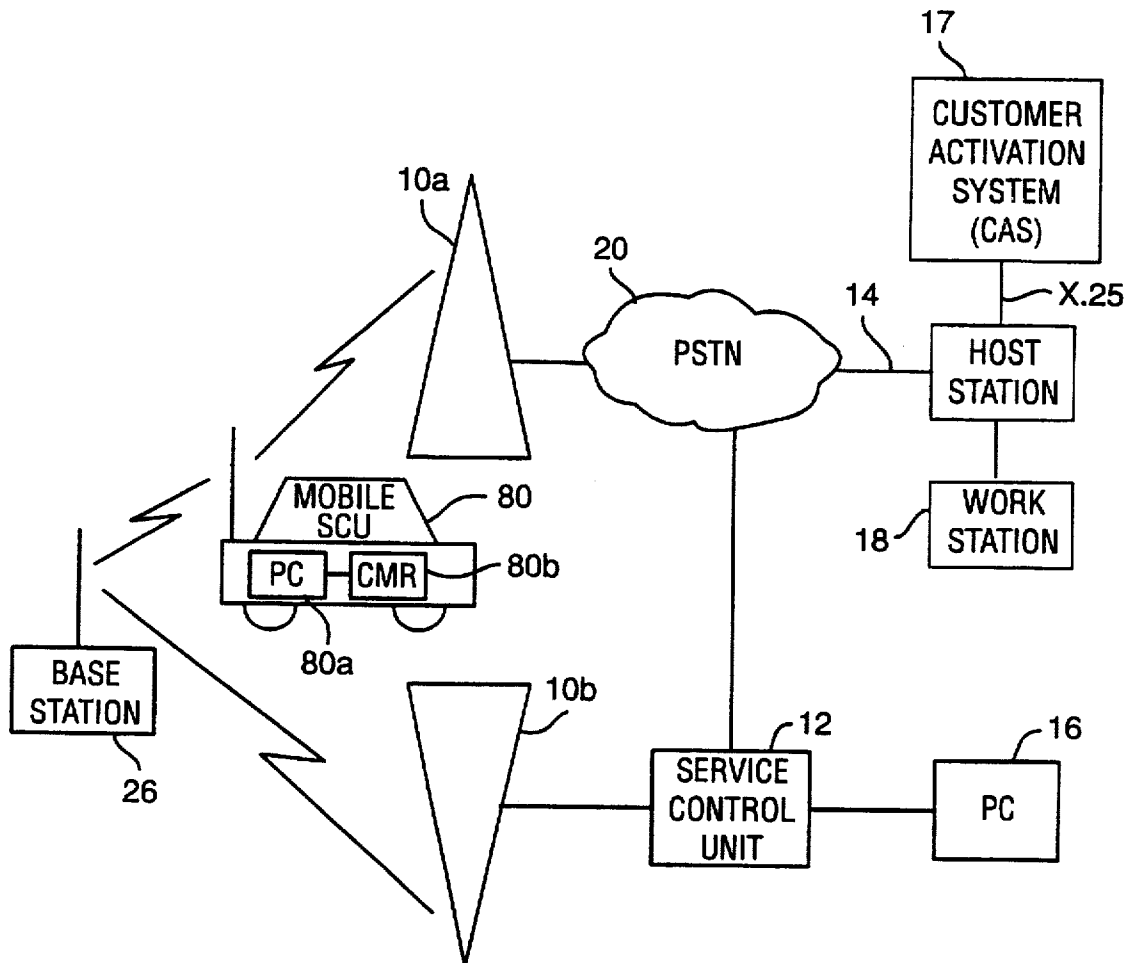 17
CUSTOMER
ACTIVATION
SYSTEM
(CAS)
X.25
10a
20
PSTN
14
HOST
STATION
18
WORK
STATION
MOBILE
SCU
80
PC
CMR
80b
80a
BASE
STATION
26
10b
12
SERVICE
CONTROL
UNIT
16
PC